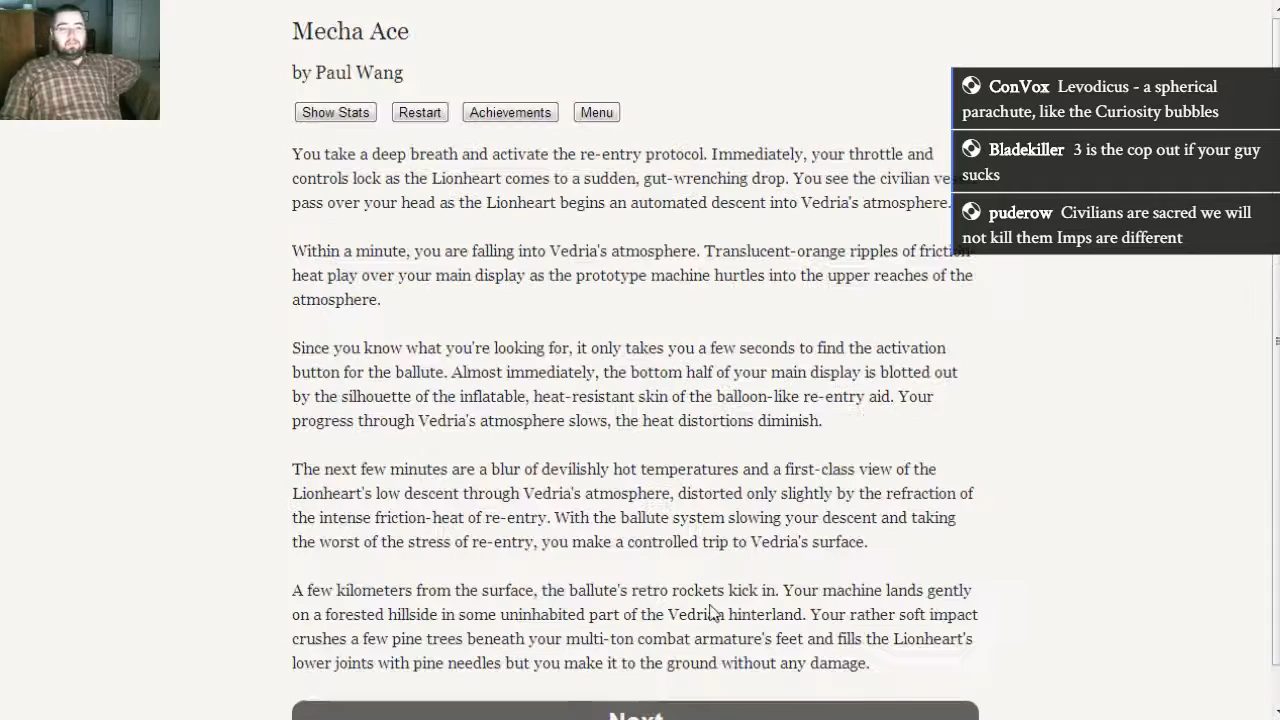 Mecha Ace
by Paul Wang
Show Stats Restart Achievements Menu
You take a deep breath and activate the re-entry protocol. Immediately, your throttle and
controls lock as the Lionheart comes to a sudden, gut-wrenching drop. You see the civilian
pass over your head as the Lionheart begins an automated descent into Vedria's atmosphere.
Within a minute, you are falling into Vedria's atmosphere. Translucent-orange ripples of friction-
heat play over your main display as the prototype machine hurtles into the upper reaches of the
atmosphere.
Since you know what you're looking for, it only takes you a few seconds to find the activation
button for the ballute. Almost immediately, the bottom half of your main display is blotted out
by the silhouette of the inflatable, heat-resistant skin of the balloon-like re-entry aid. Your
progress through Vedria's atmosphere slows, the heat distortions diminish.
The next few minutes are a blur of devilishly hot temperatures and a first-class view of the
Lionheart's low descent through Vedria's atmosphere, distorted only slightly by the refraction of
the intense friction-heat of re-entry. With the ballute system slowing your descent and taking
the worst of the stress of re-entry, you make a controlled trip to Vedria's surface.
A few kilometers from the surface, the ballute's retro rockets kick in. Your machine lands gently
on a forested hillside in some uninhabited part of the Vedrian hinterland. Your rather soft impact
crushes a few pine trees beneath your multi-ton combat armature's feet and fills the Lionheart's
lower joints with pine needles but you make it to the ground without any damage.
Next
ConVox Levodicus - a spherical
parachute, like the Curiosity bubbles
Bladekiller 3 is the cop out if your guy
sucks
puderow Civilians are sacred we will
not kill them Imps are different